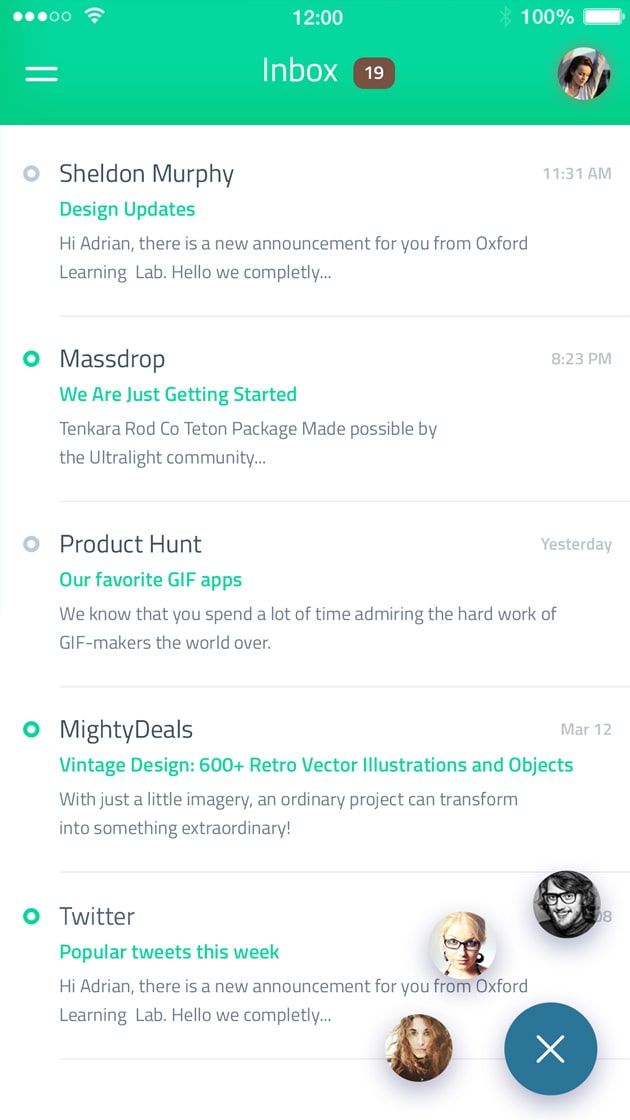 12:00 100%
Inbox 19
Sheldon Murphy 11:31 AM
Design Updates
Hi Adrian, there is a new announcement for you from Oxford
Learning Lab. Hello we completly...
Massdrop 8:23 PM
We Are Just Getting Started
Tenkara Rod Co Teton Package Made possible by
the Ultralight community...
Product Hunt Yesterday
Our favorite GIF apps
We know that you spend a lot of time admiring the hard work of
GIF-makers the world over.
MightyDeals Mar 12
Vintage Design: 600+ Retro Vector Illustrations and Objects
With just a little imagery, an ordinary project can transform
into something extraordinary!
Twitter
Popular tweets this week
Hi Adrian, there is a new announcement for you from Oxford
Learning Lab. Hello we completly...